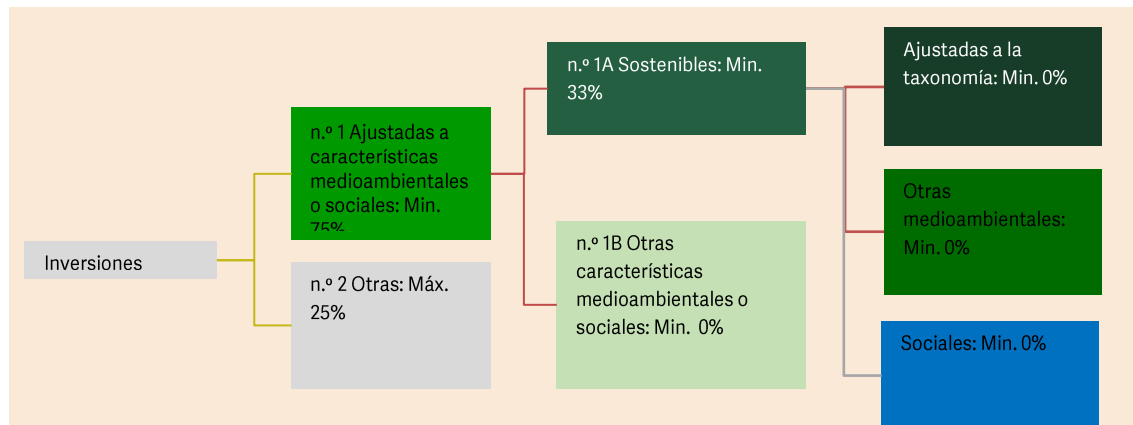 Inversiones
n.º 1 Ajustadas a
características
medioambientales
o sociales: Min.
75%
n.º 2 Otras: Máx.
25%
n.º 1A Sostenibles: Min.
33%
n.º 1B Otras
características
medioambientales o
sociales: Min. 0%
Ajustadas a la
taxonomía: Min. 0%
Otras
medioambientales:
Min. 0%
Sociales: Min. 0%